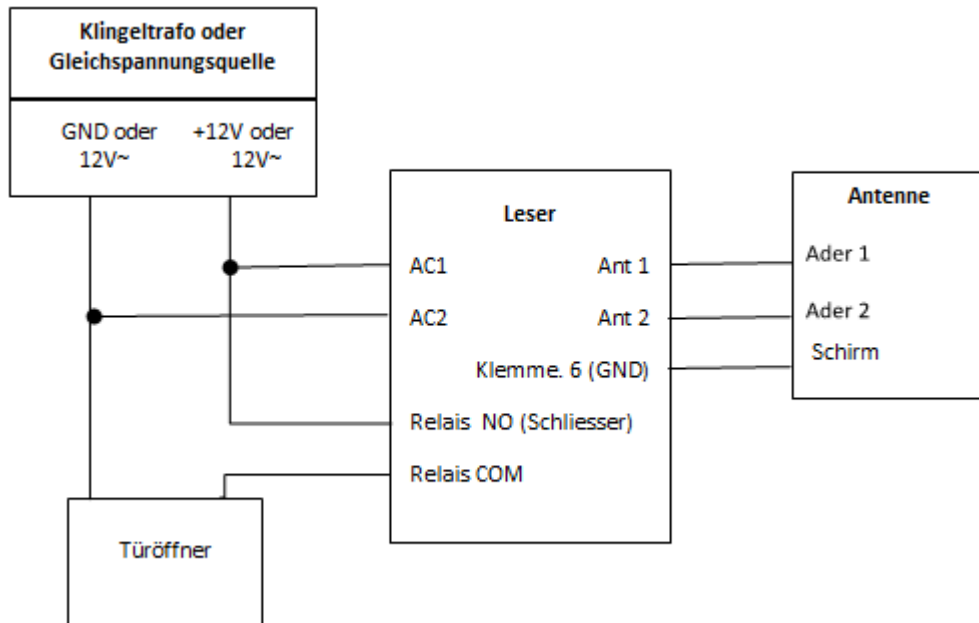 Klingeltrafo oder
Gleichspannungsquelle
GND oder
12V~
+12V oder
12V~
Leser
AC1
AC2
Ant 1
Ant 2
Klemme. 6 (GND)
Relais NO (Schliesser)
Relais COM
Antenne
Ader 1
Ader 2
Schirm
Türöffner